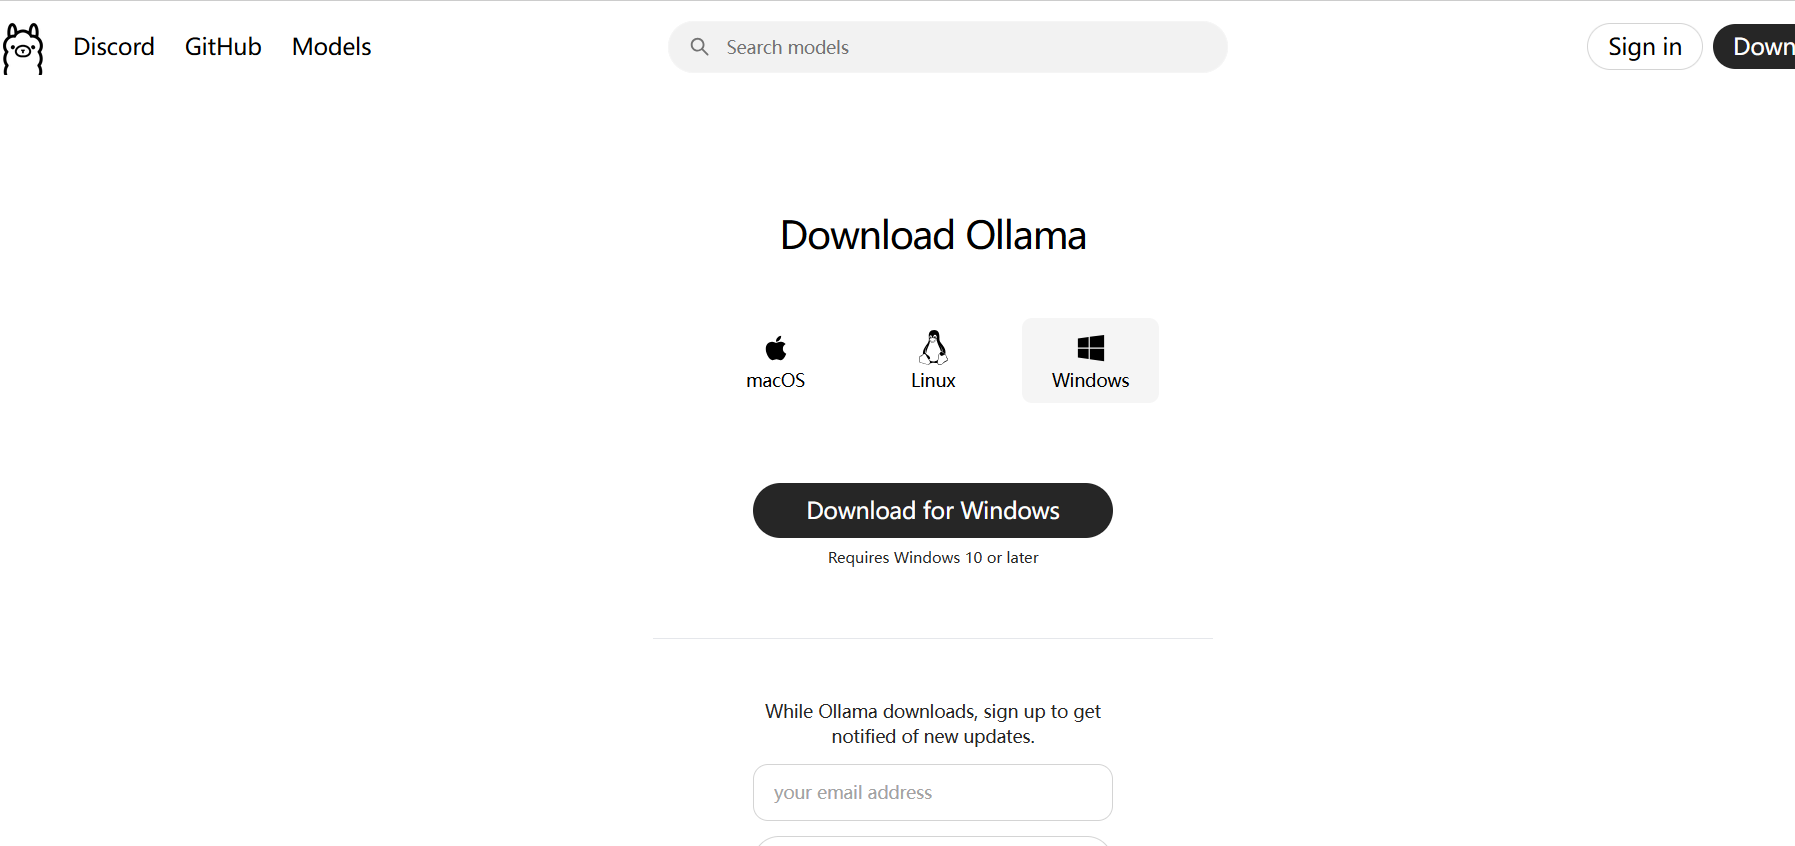 Discord GitHub Models Search models Sign in Down
Download Ollama
macOS Linux Windows
Download for Windows
Requires Windows 10 or later
While Ollama downloads, sign up to get
notified of new updates.
your email address